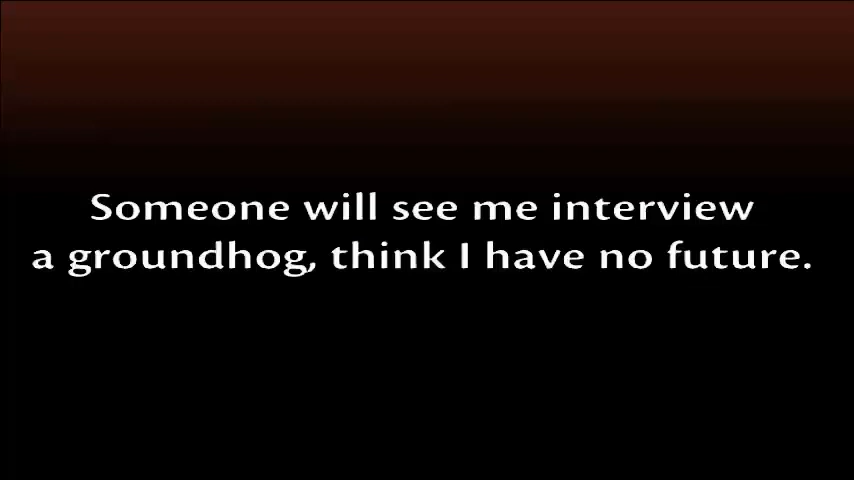 Someone will see me interview
a groundhog, think I have no future.